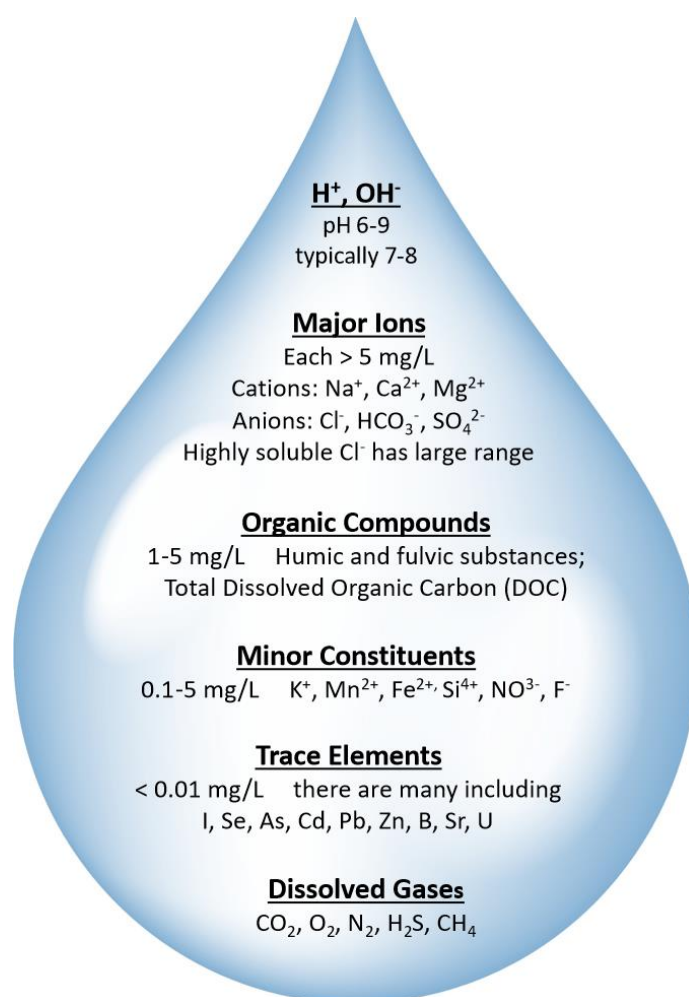 H⁺, OH⁻
pH 6-9
typically 7-8
Major Ions
Each > 5 mg/L
Cations: Na⁺, Ca²⁺, Mg²⁺
Anions: Cl⁻, HCO₃⁻, SO₄²⁻
Highly soluble Cl⁻ has large range
Organic Compounds
1-5 mg/L Humic and fulvic substances;
Total Dissolved Organic Carbon (DOC)
Minor Constituents
0.1-5 mg/L K⁺, Mn²⁺, Fe²⁺, Si⁴⁺, NO³⁻, F⁻
Trace Elements
< 0.01 mg/L there are many including
I, Se, As, Cd, Pb, Zn, B, Sr, U
Dissolved Gases
CO₂, O₂, N₂, H₂S, CH₄